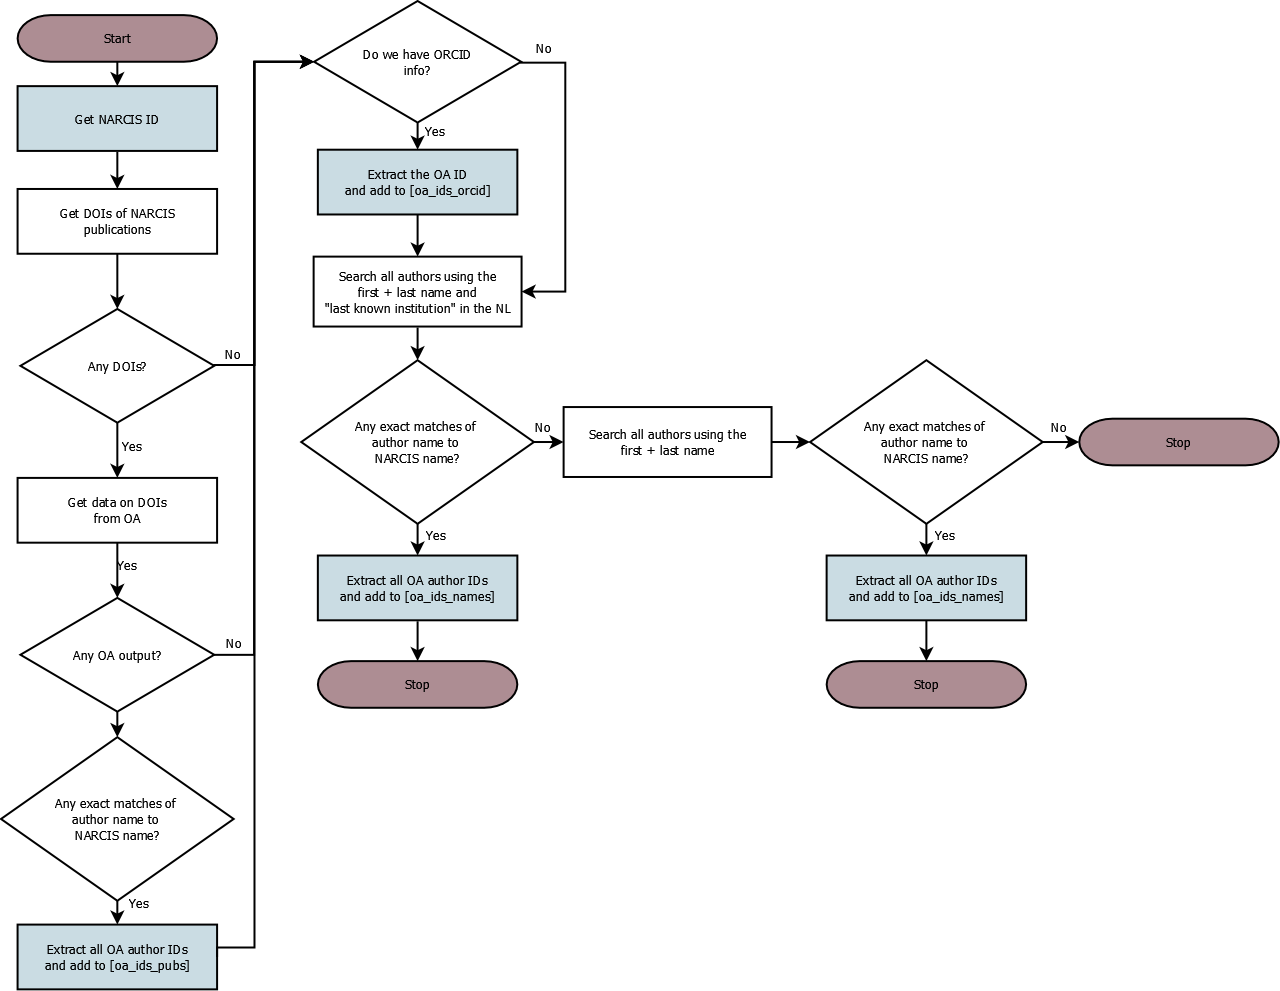 Start
Get NARCIS ID
Get DOIs of NARCIS
publications
Any DOIs?
No
Yes
Get data on DOIs
from OA
Yes
Any OA output?
No
Any exact matches of
author name to
NARCIS name?
Yes
Extract all OA author IDs
and add to [oa_ids_pubs]
Do we have ORCID
info?
No
Yes
Extract the OA ID
and add to [oa_ids_orcid]
Search all authors using the
first + last name and
"last known institution" in the NL
Any exact matches of
author name to
NARCIS name?
No
Yes
Extract all OA author IDs
and add to [oa_ids_names]
Stop
Search all authors using the
first + last name
Any exact matches of
author name to
NARCIS name?
No
Stop
Yes
Extract all OA author IDs
and add to [oa_ids_names]
Stop